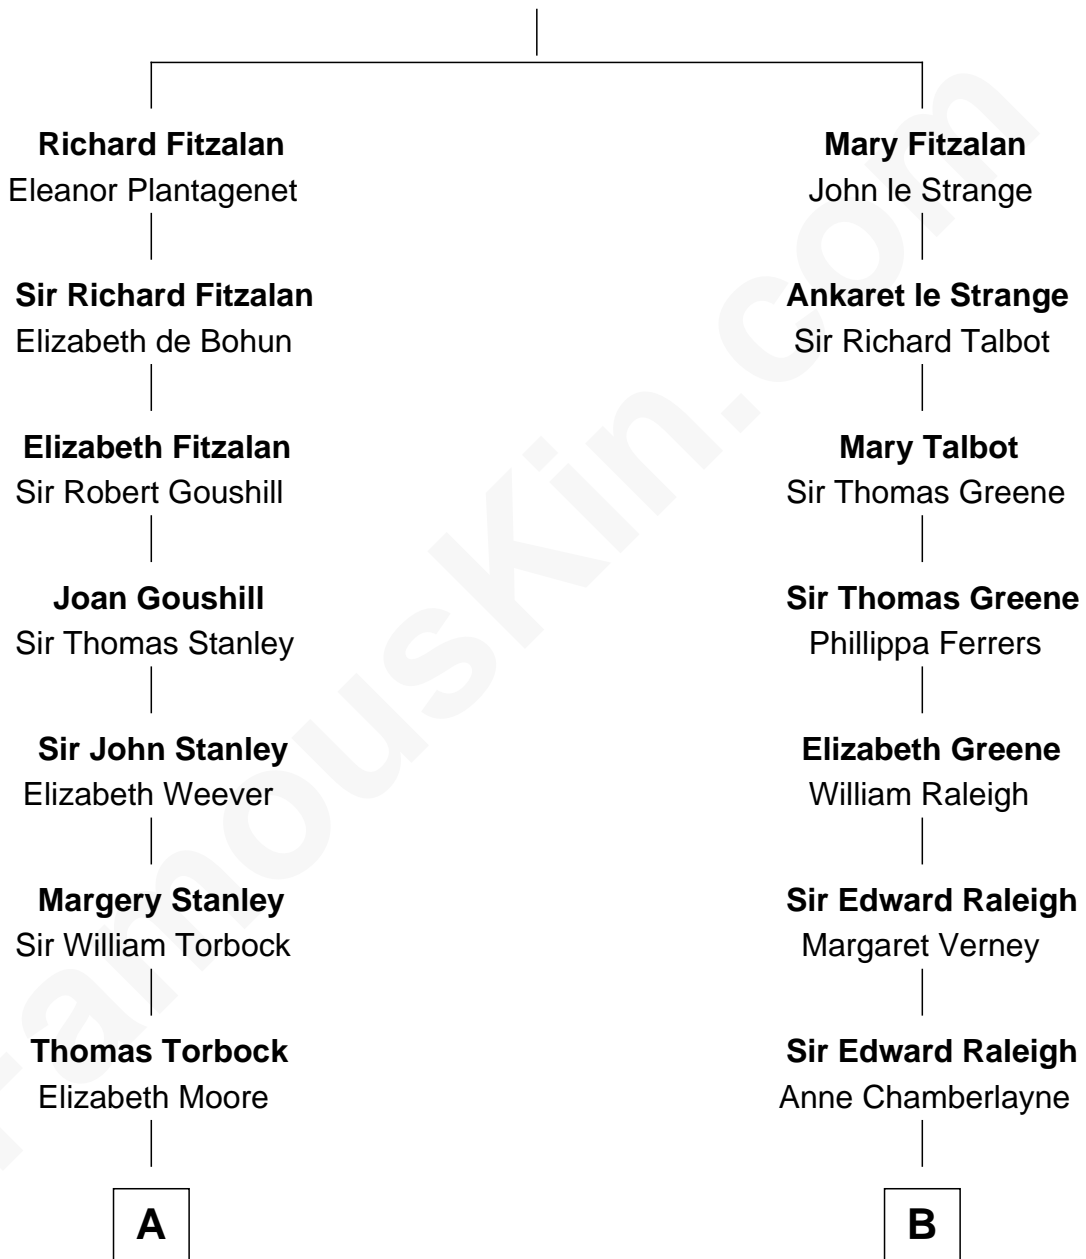 Richard Fitzalan
Eleanor Plantagenet
Sir Richard Fitzalan
Elizabeth de Bohun
Elizabeth Fitzalan
Sir Robert Goushill
Joan Goushill
Sir Thomas Stanley
Sir John Stanley
Elizabeth Weever
Margery Stanley
Sir William Torbock
Thomas Torbock
Elizabeth Moore
A
Mary Fitzalan
John le Strange
Ankaret le Strange
Sir Richard Talbot
Mary Talbot
Sir Thomas Greene
Sir Thomas Greene
Phillippa Ferrers
Elizabeth Greene
William Raleigh
Sir Edward Raleigh
Margaret Verney
Sir Edward Raleigh
Anne Chamberlayne
B
FamousKin.com